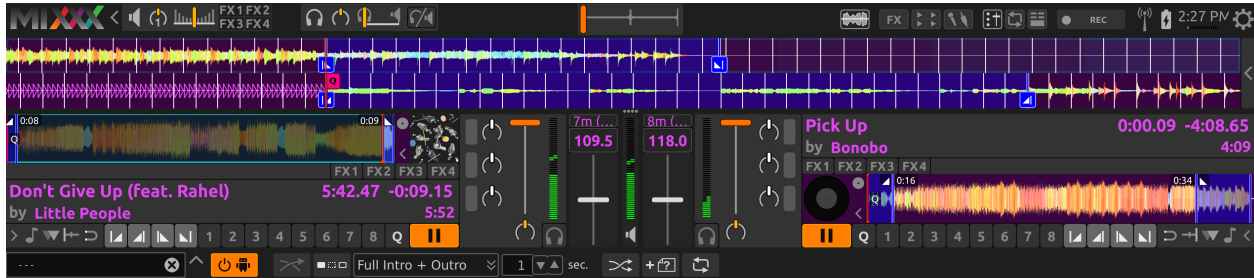 MIXXX
FX1 FX2
FX3 FX4
FX
REC
2:27 PM
Q
0:08
0:09
Q
FX1 FX2 FX3 FX4
Don't Give Up (feat. Rahel) 5:42.47 -0:09.15
by Little People 5:52
1 2 3 4 5 6 7 8 Q
7m (...
8m (...
109.5
118.0
Pick Up 0:00.09 -4:08.65
by Bonobo 4:09
FX1 FX2 FX3 FX4
0:16
0:34
Q
Q 1 2 3 4 5 6 7 8
---
Full Intro + Outro
1 sec.